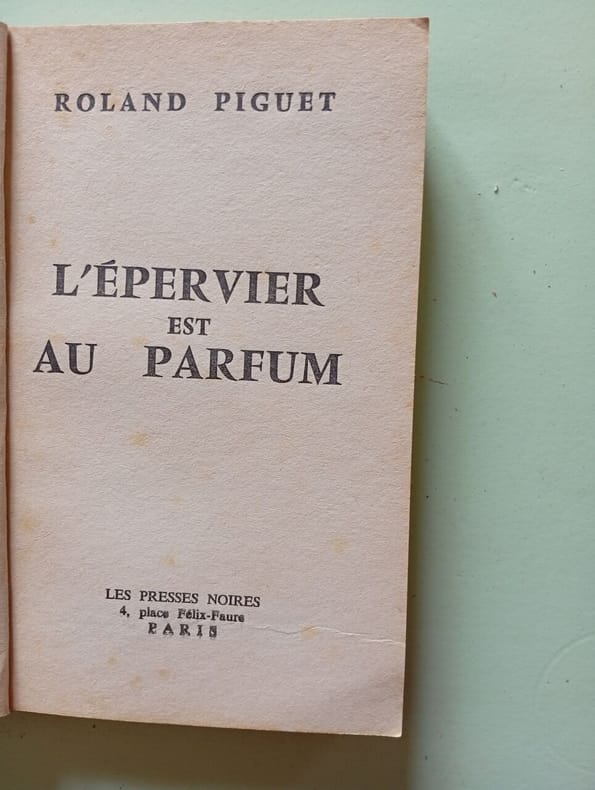 ROLAND PIGUET
L'ÉPERVIER
EST
AU PARFUM
LES PRESSES NOIRES
4, place Félix-Faure
PARIS